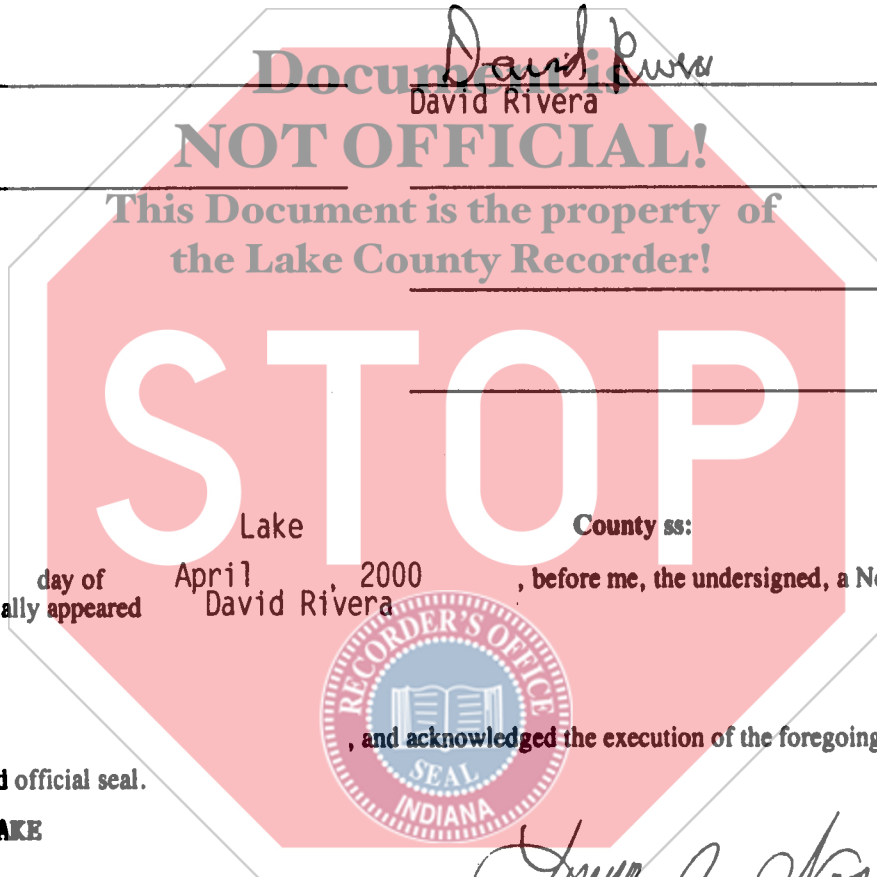 David Rivera
Document is
David Rivera
NOT OFFICIAL!
This Document is the property of
the Lake County Recorder!
STOP
Lake County ss:
day of April , 2000 , before me, the undersigned, a No
ally appeared David Rivera
RECORDER'S OFFICE
, and acknowledged the execution of the foregoing
SEAL
d official seal.
INDIANA
AKE